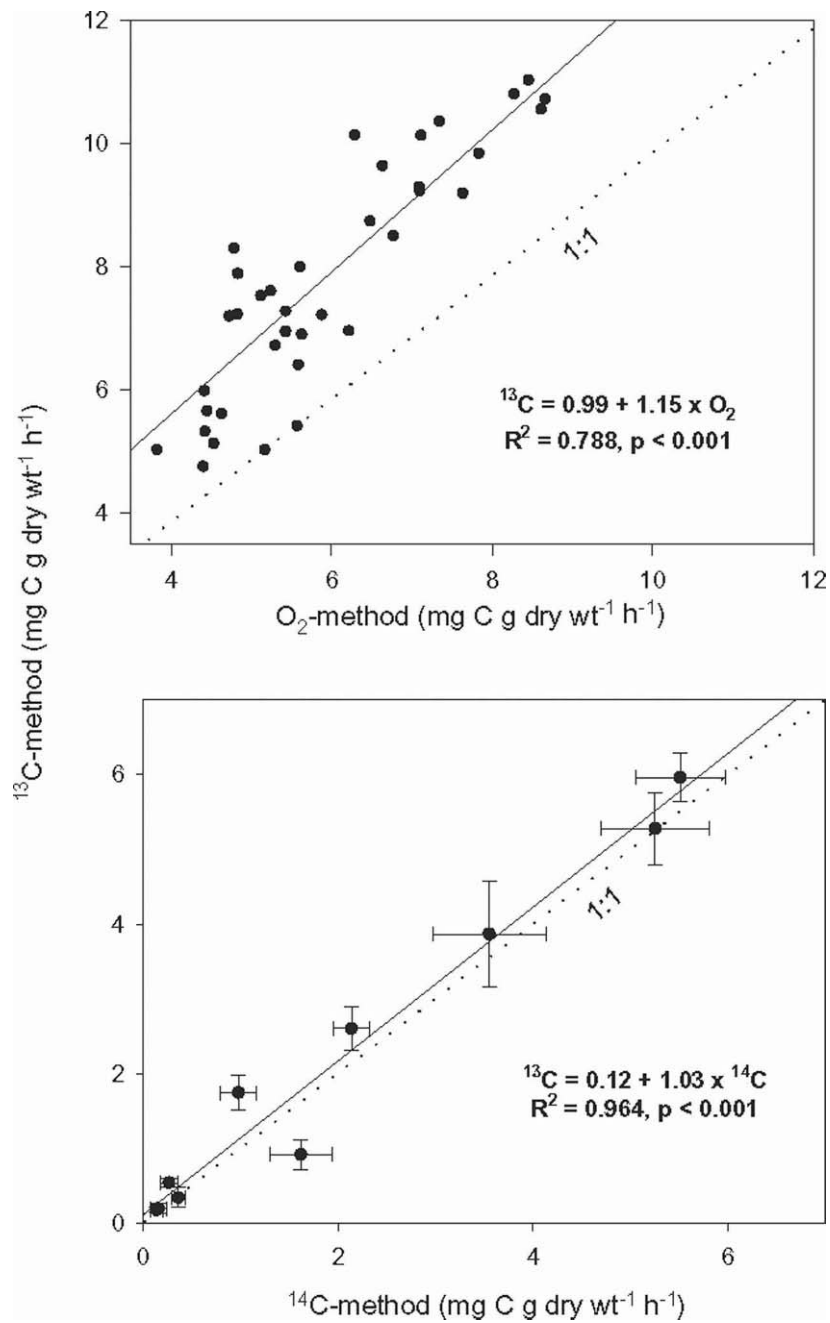 12
10
8
6
4
4
6
8
10
12
1:1
¹³C = 0.99 + 1.15 x O₂
R² = 0.788, p < 0.001
O₂-method (mg C g dry wt⁻¹ h⁻¹)
¹³C-method (mg C g dry wt⁻¹ h⁻¹)
6
4
2
0
0
2
4
6
1:1
¹³C = 0.12 + 1.03 x ¹⁴C
R² = 0.964, p < 0.001
¹⁴C-method (mg C g dry wt⁻¹ h⁻¹)